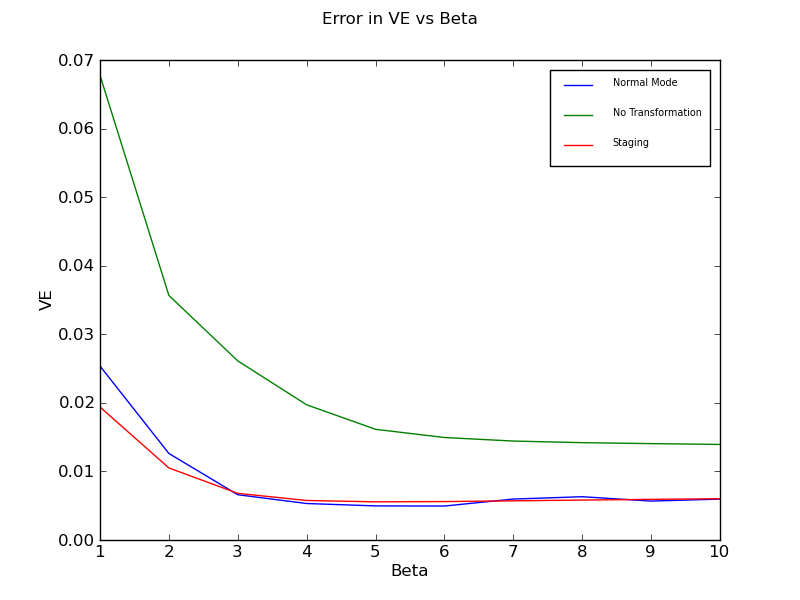 Error in VE vs Beta
0.07
0.06
0.05
0.04
0.03
0.02
0.01
0.00
VE
Normal Mode
No Transformation
Staging
1 2 3 4 5 6 7 8 9 10
Beta